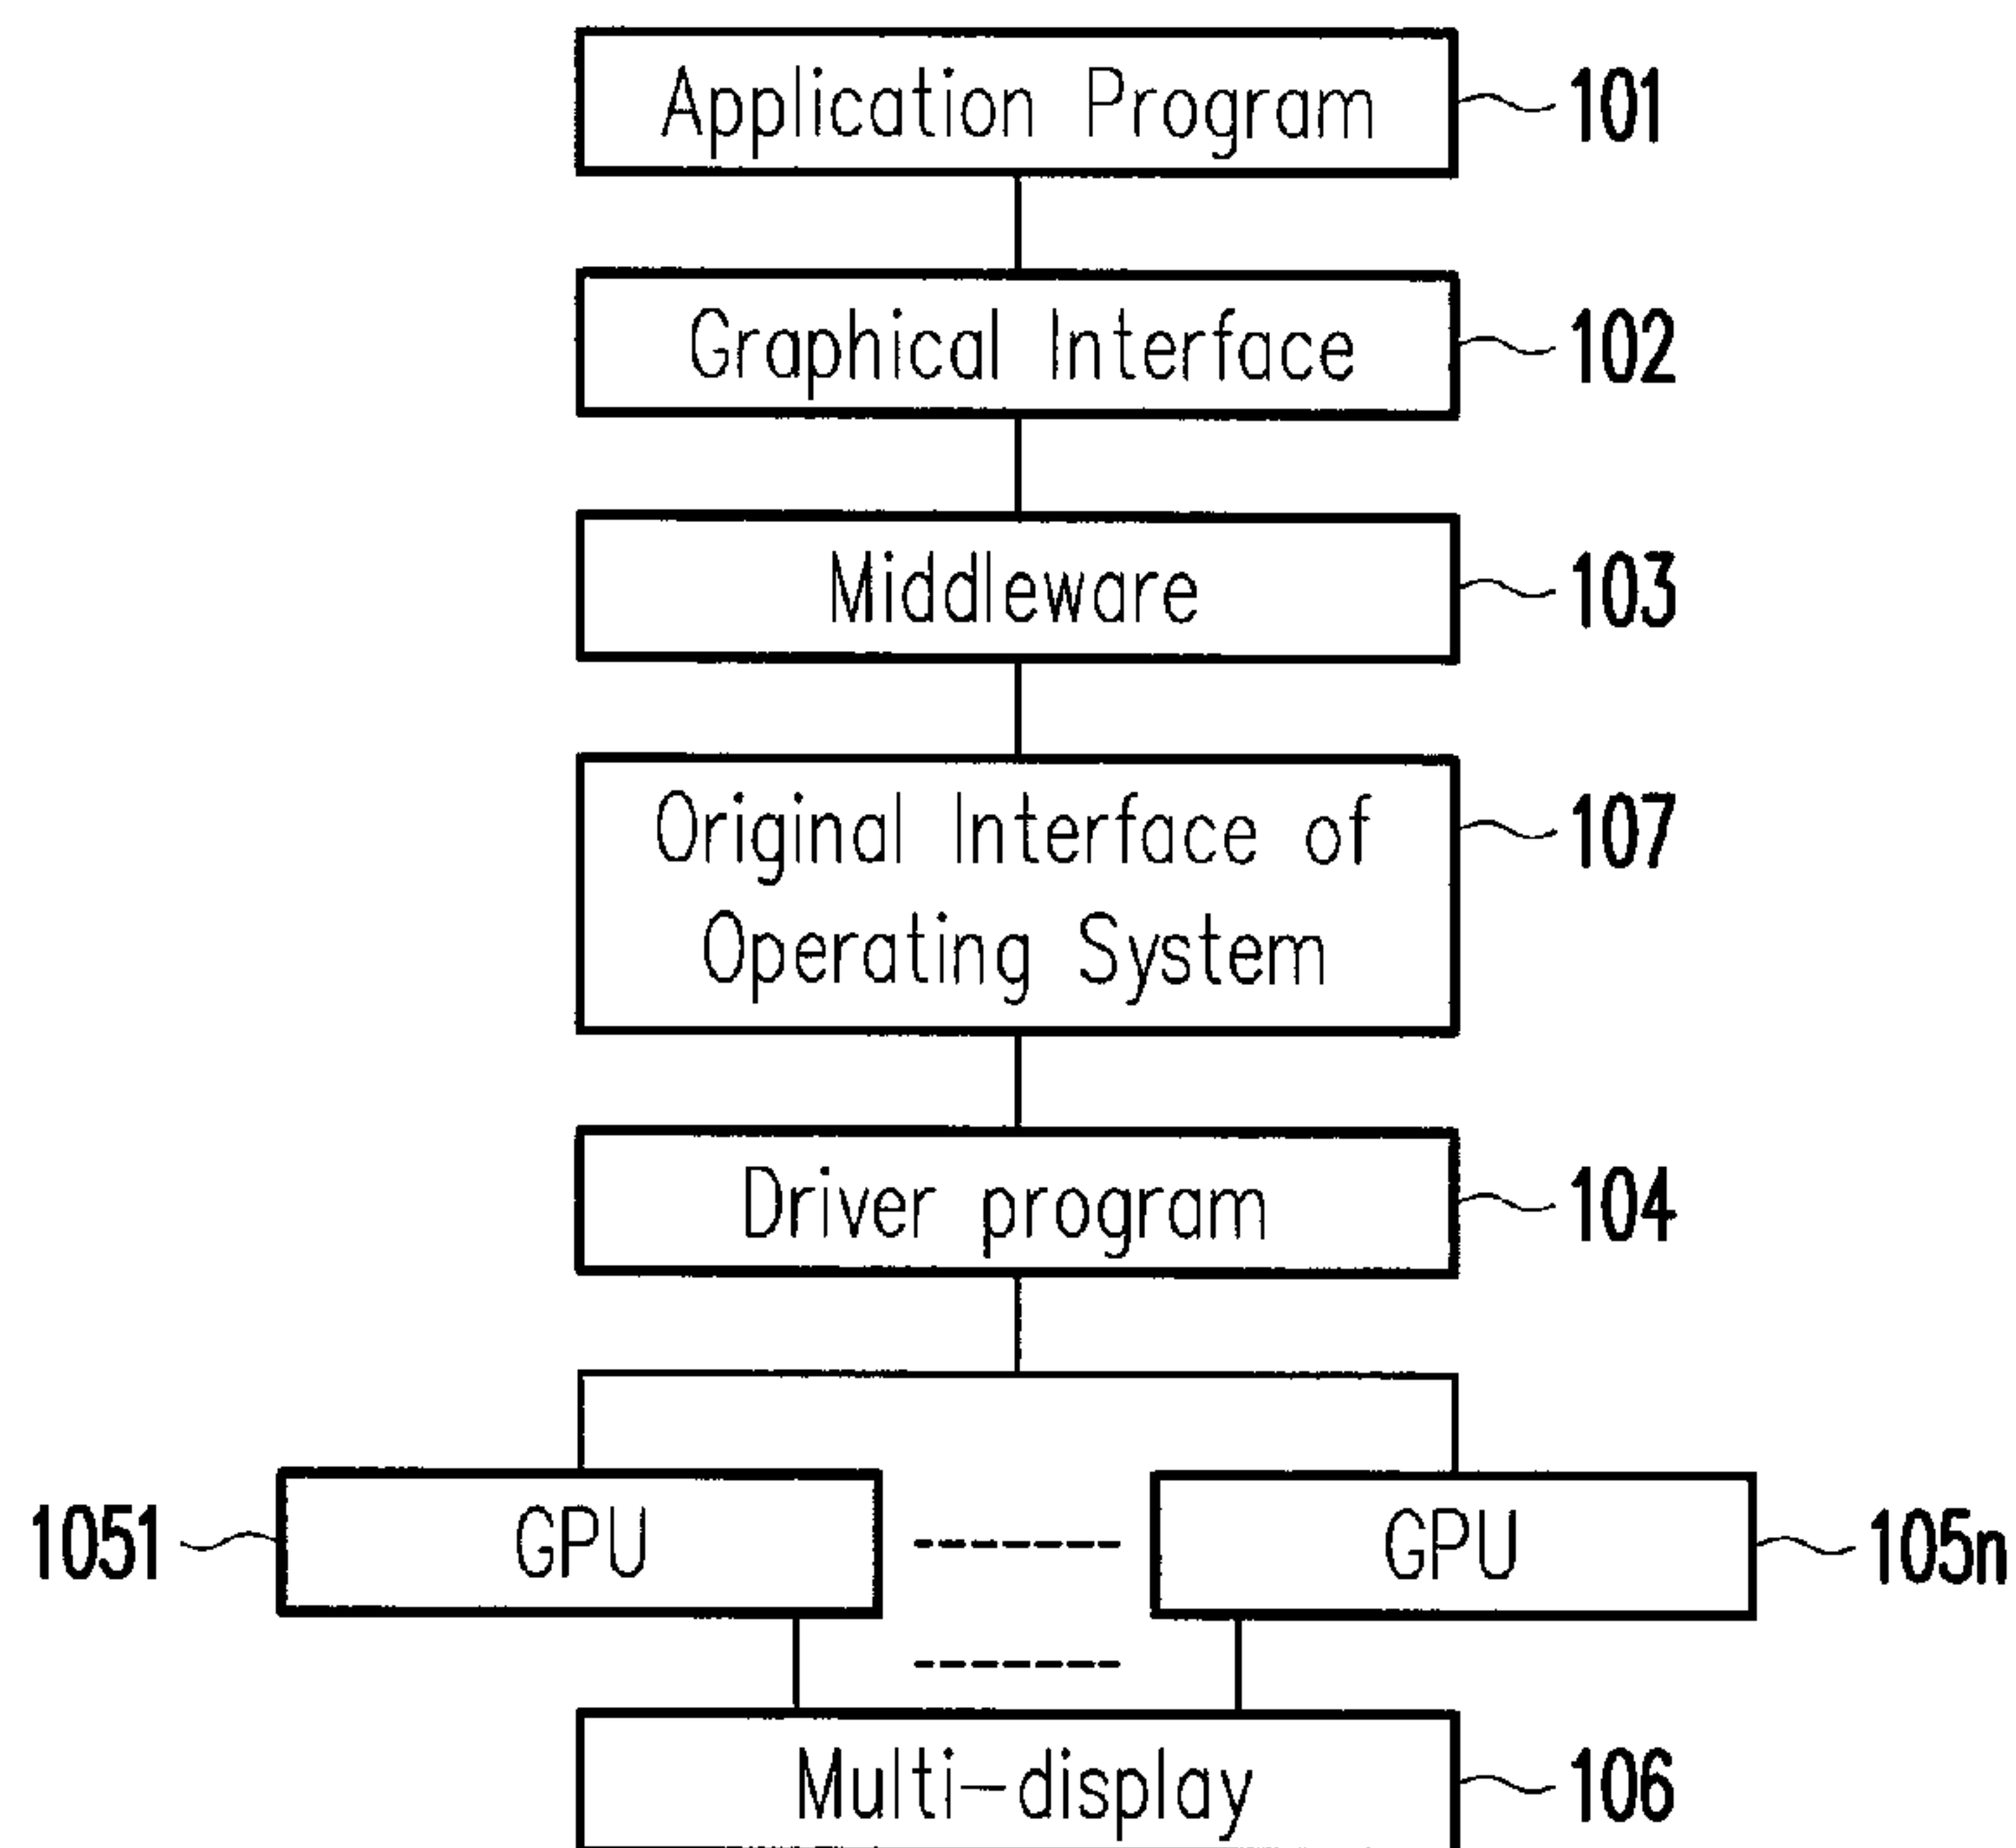 Application Program 101
Graphical Interface 102
Middleware 103
Original Interface of 107
Operating System
Driver program 104
1051 GPU GPU 105n
Multi-display 106